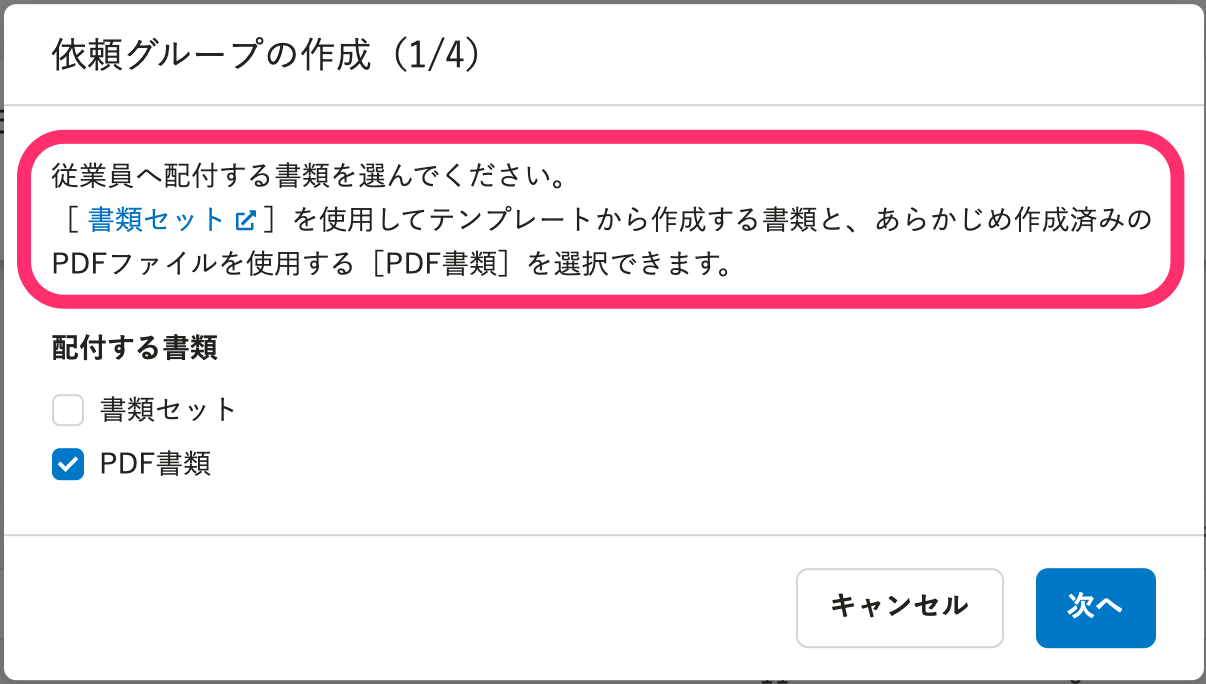 依頼グループの作成（1/4）
従業員へ配付する書類を選んでください。
［ 書類セット ］を使用してテンプレートから作成する書類と、あらかじめ作成済みの
PDFファイルを使用する［PDF書類］を選択できます。
配付する書類
書類セット
PDF書類
キャンセル
次へ